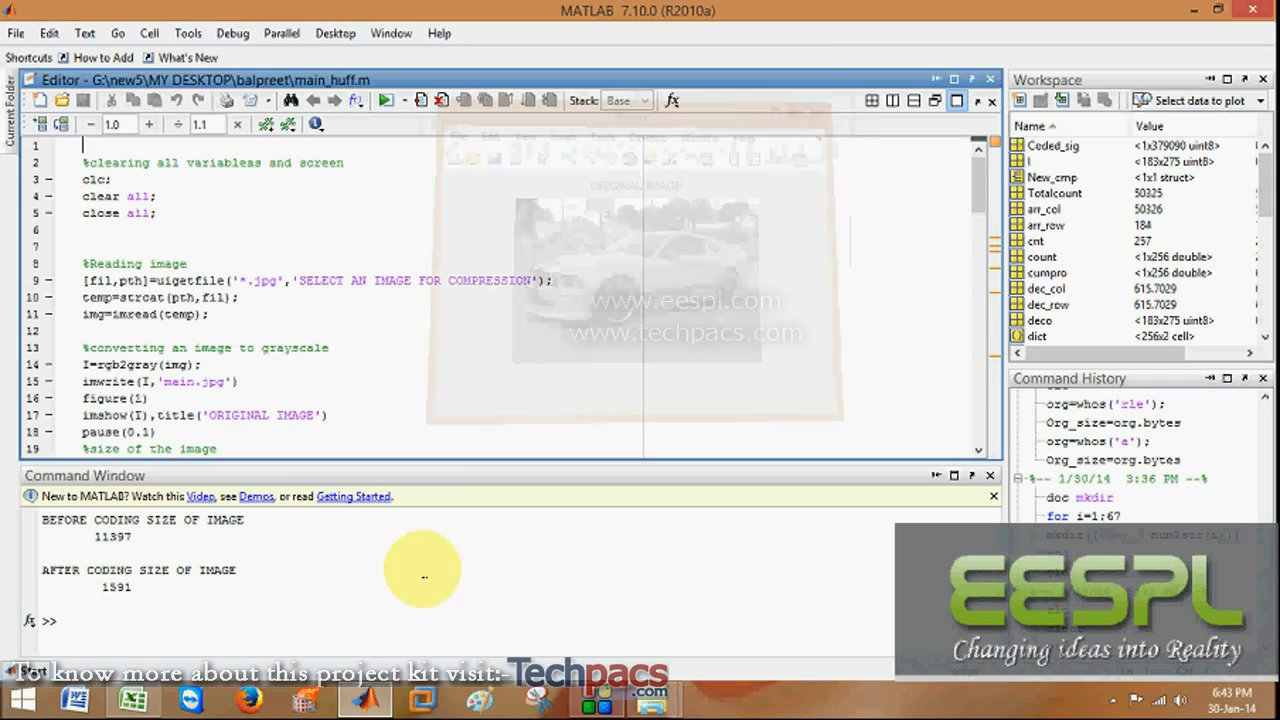 MATLAB 7.10.0 (R2010a)
File Edit Text Go Cell Tools Debug Parallel Desktop Window Help
Shortcuts How to Add What's New
Current Folder
Editor - G:\new5\MY DESKTOP\balpreet\main_huff.m
Stack: Base
1.0 1.1
1
2 %clearing all variableas and screen
3 clc;
4 clear all;
5 close all;
6
7
8 %Reading image
9 [fil,pth]=uigetfile('*.jpg','SELECT AN IMAGE FOR COMPRESSION');
10 temp=strcat(pth,fil);
11 img=imread(temp);
12
13 %converting an image to grayscale
14 I=rgb2gray(img);
15 imwrite(I,'main.jpg')
16 figure(1)
17 imshow(I),title('ORIGINAL IMAGE')
18 pause(0.1)
19 %size of the image
ORIGINAL IMAGE
www.eespl.com
www.techpacs.com
Command Window
New to MATLAB? Watch this Video, see Demos, or read Getting Started.
BEFORE CODING SIZE OF IMAGE
11397
AFTER CODING SIZE OF IMAGE
1591
>>
Workspace
Select data to plot
Name Value
Coded_sig <1x379090 uint8>
I <183x275 uint8>
New_cmp <1x1 struct>
Totalcount 50325
arr_col 50326
arr_row 184
cnt 257
count <1x256 double>
cumpro <1x256 double>
dec_col 615.7029
dec_row 615.7029
deco <183x275 uint8>
dict <256x2 cell>
Command History
org=whos('rle');
Org_size=org.bytes
org=whos('a');
Org_size=org.bytes
%-- 1/30/14 3:36 PM --%
doc mkdir
for i=1:67
EESPL
Changing ideas into Reality
Start
To know more about this project kit visit:-Techpacs
.com
6:43 PM
30-Jan-14